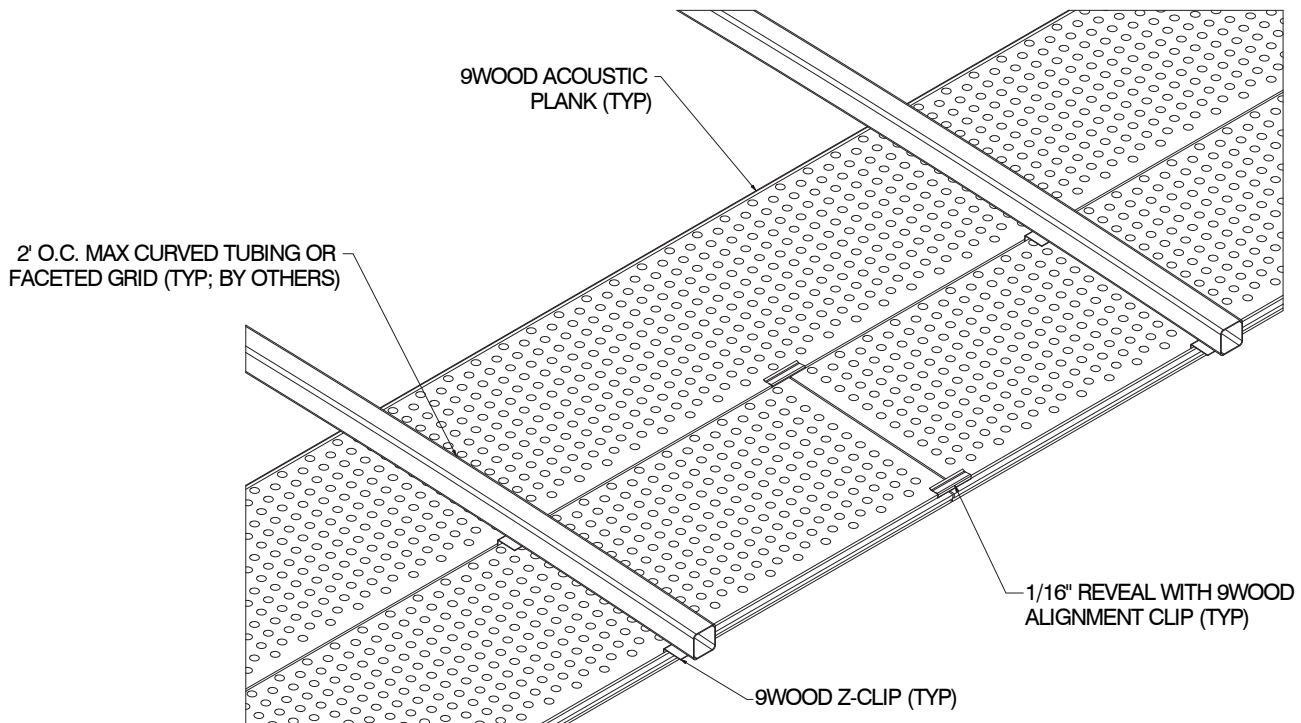 9WOOD ACOUSTIC
PLANK (TYP)
2' O.C. MAX CURVED TUBING OR
FACETED GRID (TYP; BY OTHERS)
1/16" REVEAL WITH 9WOOD
ALIGNMENT CLIP (TYP)
9WOOD Z-CLIP (TYP)